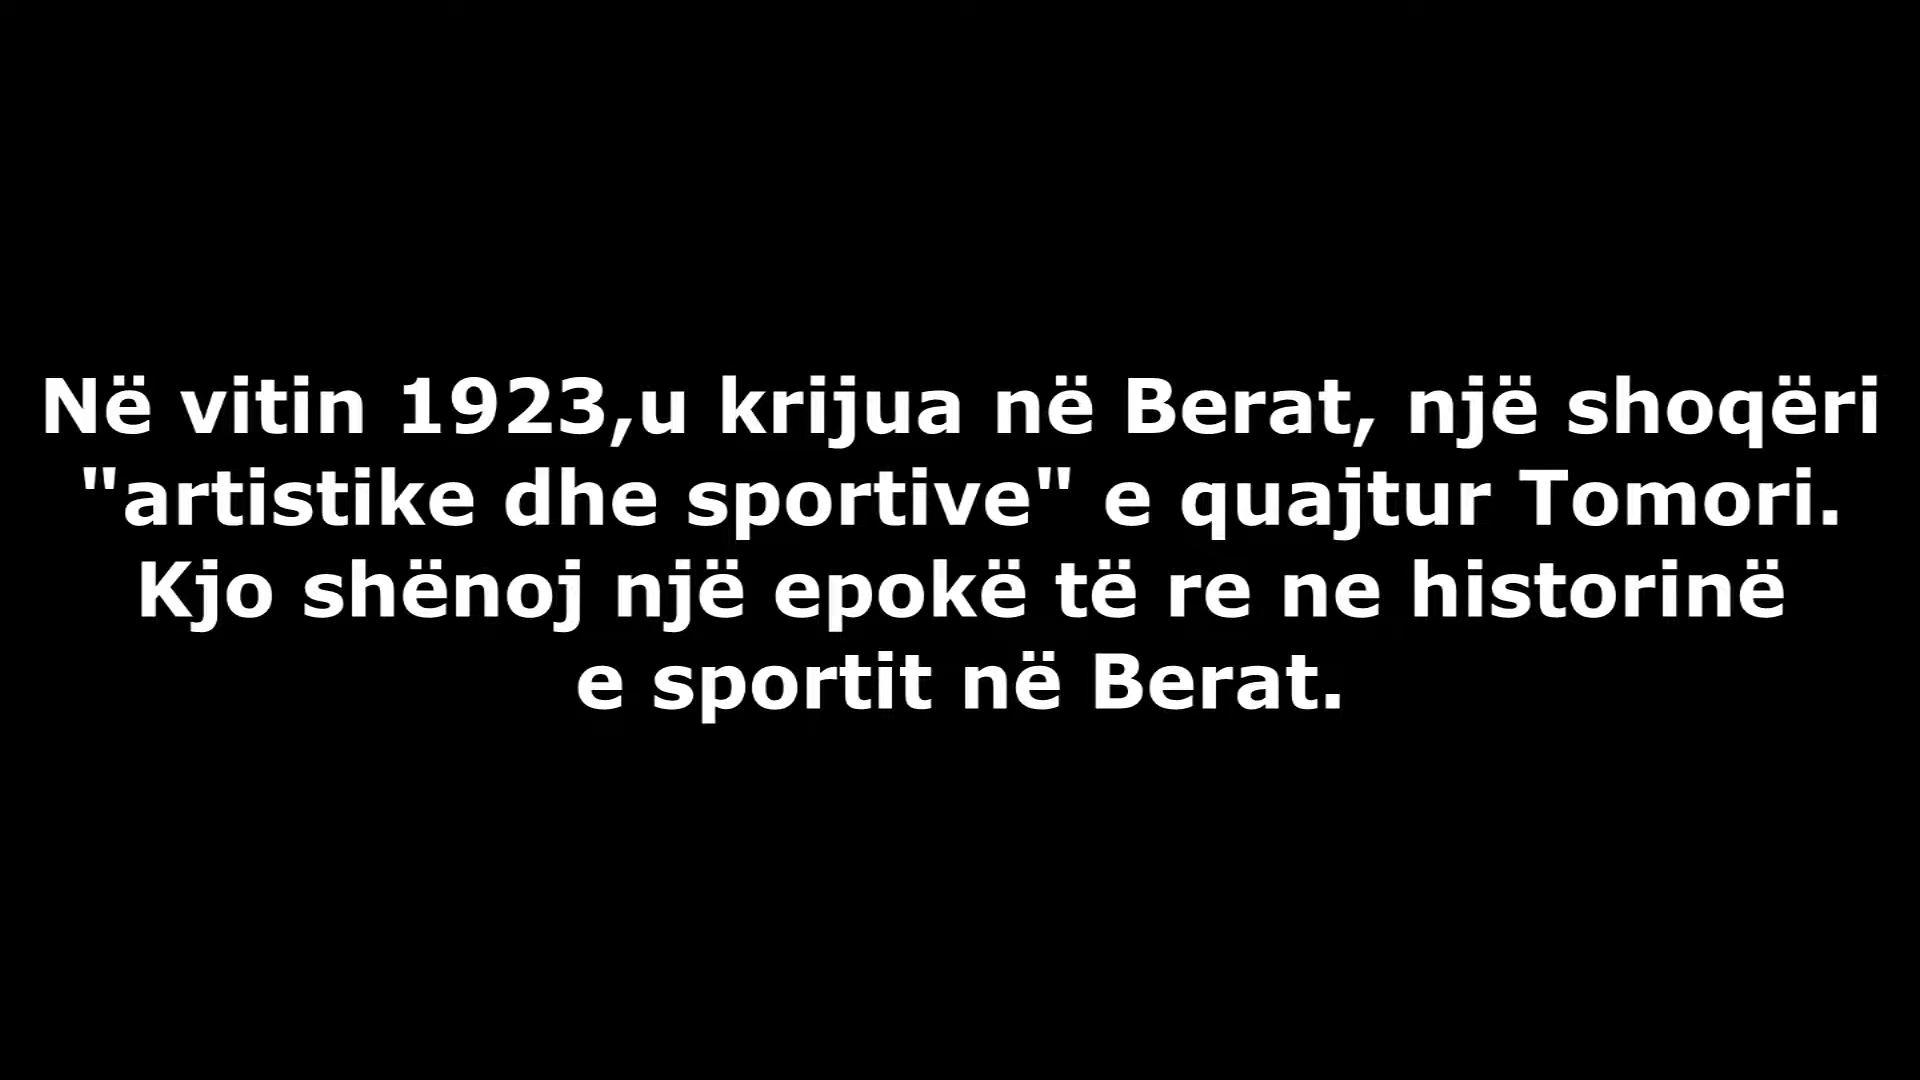 Në vitin 1923,u krijua në Berat, një shoqëri
"artistike dhe sportive" e quajtur Tomori.
Kjo shënoj një epokë të re ne historinë
e sportit në Berat.